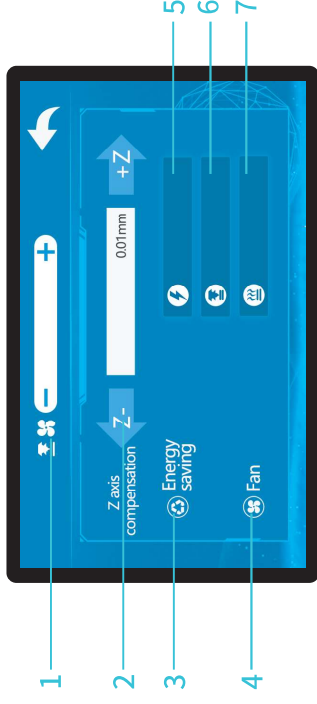 1
2
3
4
5
6
7
Z axis
compensation
Z-
0.01mm
+Z
Energy
saving
Fan